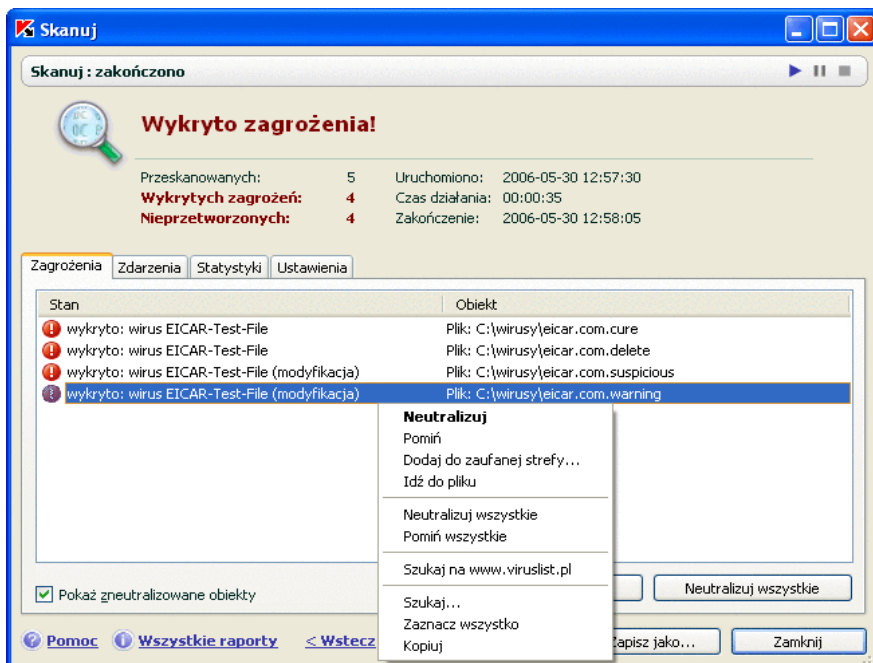 Skanuj
Skanuj : zakończono
Wykryto zagrożenia!
Przeskanowanych: 5 Uruchomiono: 2006-05-30 12:57:30
Wykrytych zagrożeń: 4 Czas działania: 00:00:35
Nieprzetworzonych: 4 Zakończenie: 2006-05-30 12:58:05
Zagrożenia Zdarzenia Statystyki Ustawienia
Stan Obiekt
wykryto: wirus EICAR-Test-File Plik: C:\wirusy\eicar.com.cure
wykryto: wirus EICAR-Test-File Plik: C:\wirusy\eicar.com.delete
wykryto: wirus EICAR-Test-File (modyfikacja) Plik: C:\wirusy\eicar.com.suspicious
wykryto: wirus EICAR-Test-File (modyfikacja) Plik: C:\wirusy\eicar.com.warning
Neutralizuj
Pomiń
Dodaj do zaufanej strefy...
Idź do pliku
Neutralizuj wszystkie
Pomiń wszystkie
Szukaj na www.viruslist.pl
Szukaj...
Zaznacz wszystko
Kopiuj
Pokaż zneutralizowane obiekty Neutralizuj wszystkie
Pomoc Wszystkie raporty < Wstecz jako... Zamknij